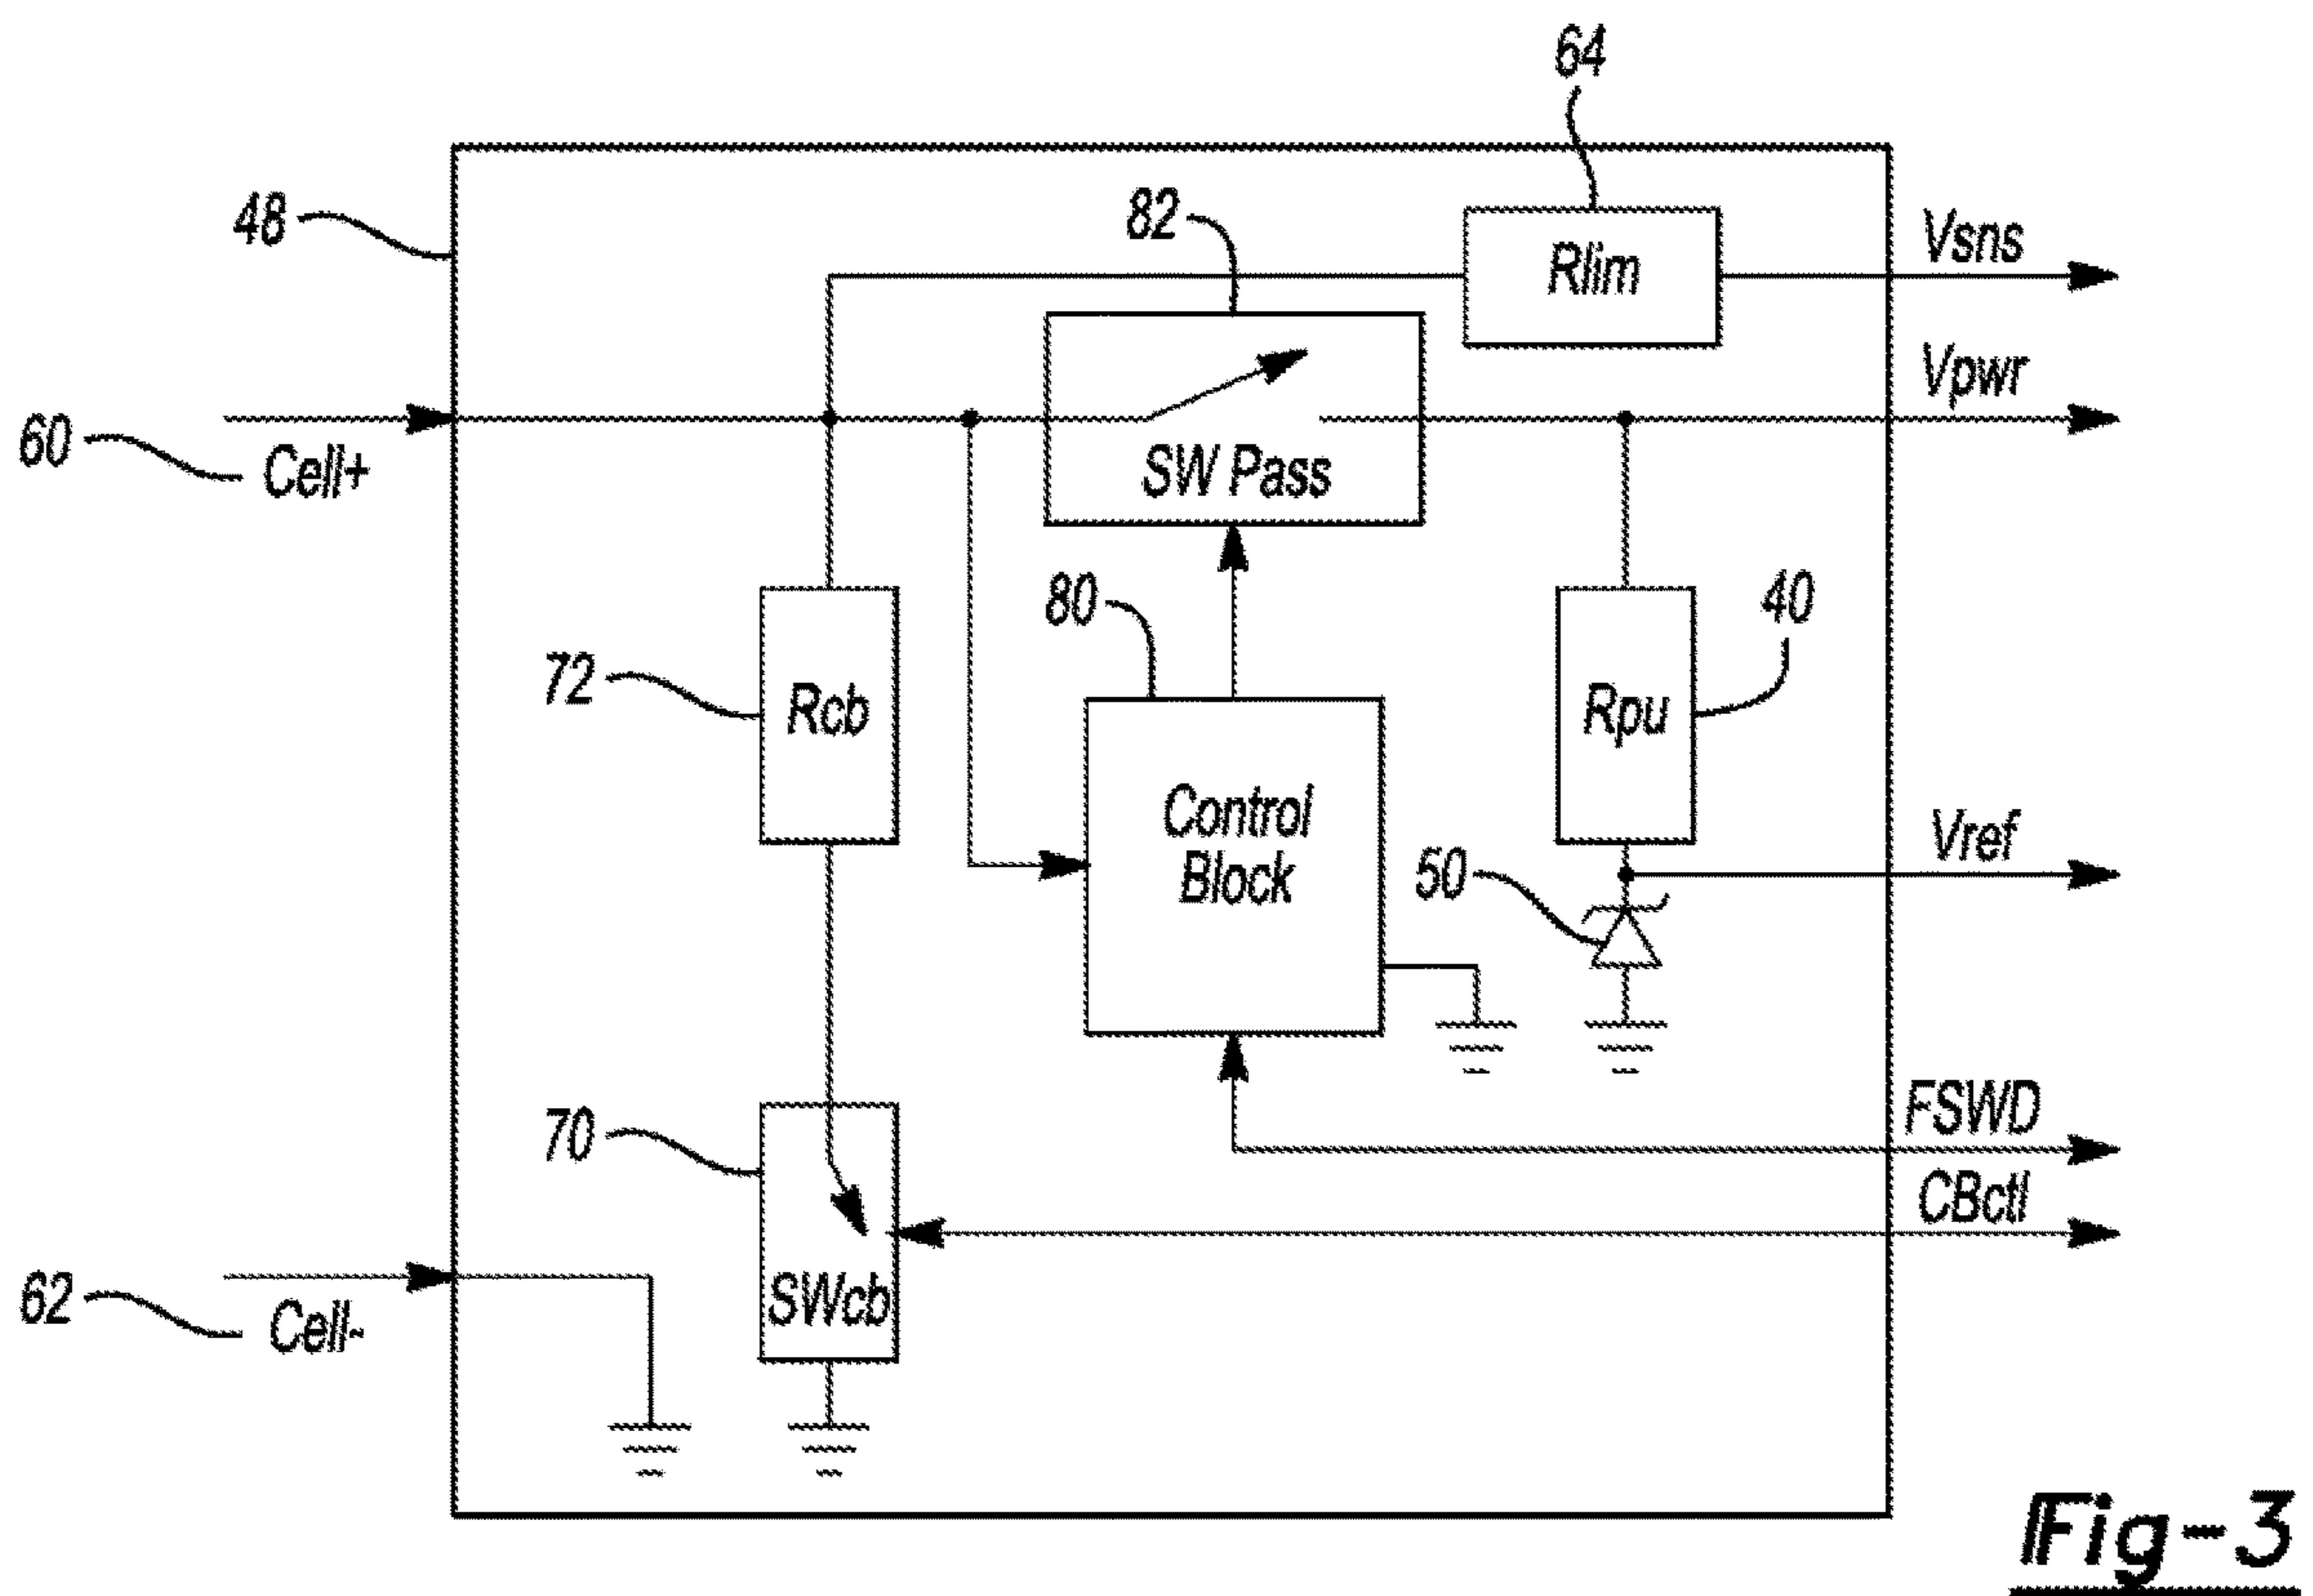 64
48
82
Rlim
Vsns
60
Cell+
SW Pass
Vpwr
80
40
72
Rcb
Rpu
Control
Block
50
Vref
FSWD
70
CBctl
62
Cell-
SWcb
Fig-3